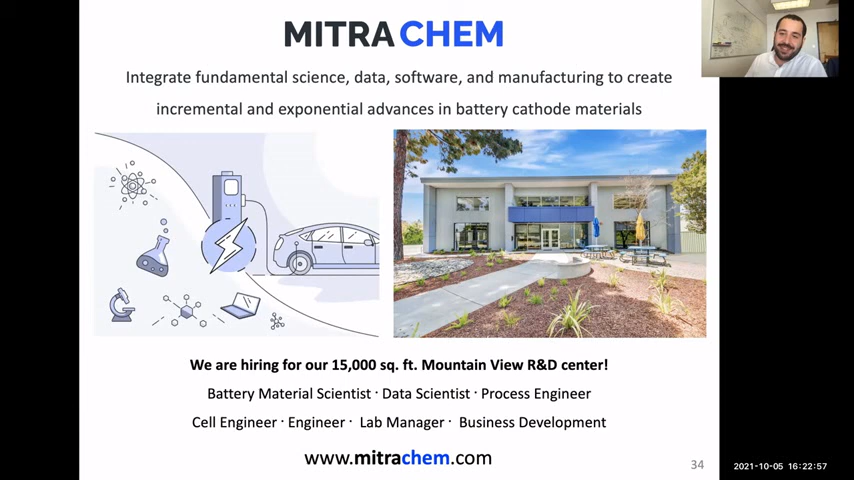 MITRA CHEM
Integrate fundamental science, data, software, and manufacturing to create
incremental and exponential advances in battery cathode materials
We are hiring for our 15,000 sq. ft. Mountain View R&D center!
Battery Material Scientist · Data Scientist · Process Engineer
Cell Engineer · Engineer · Lab Manager · Business Development
www.mitrachem.com
34
2021-10-05 16:22:57